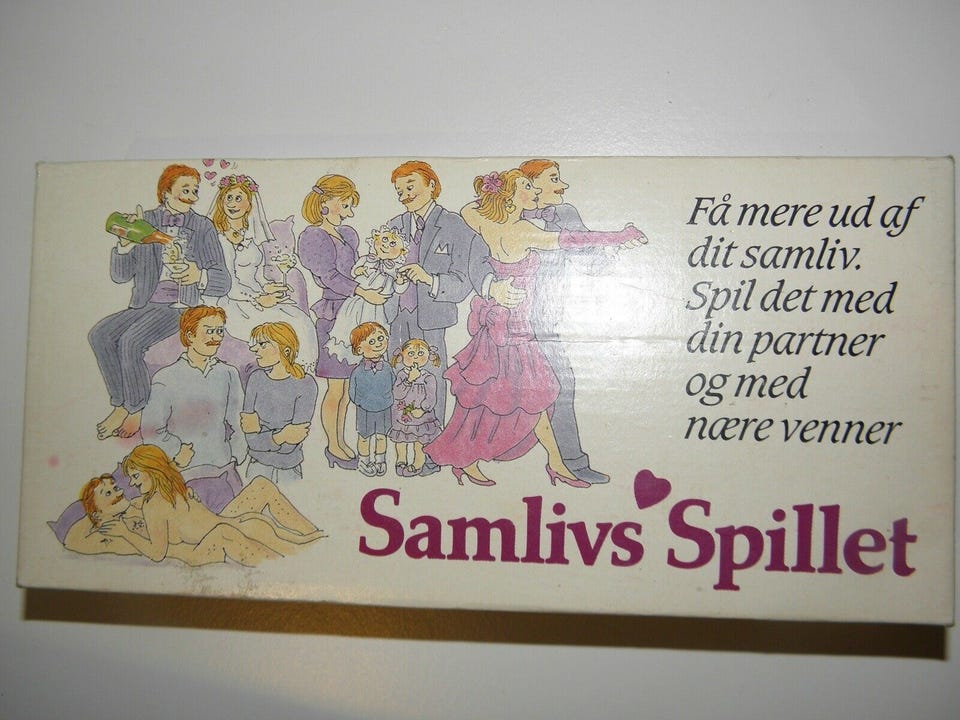 Få mere ud af
dit samliv.
Spil det med
din partner
og med
nære venner
Samlivs Spillet